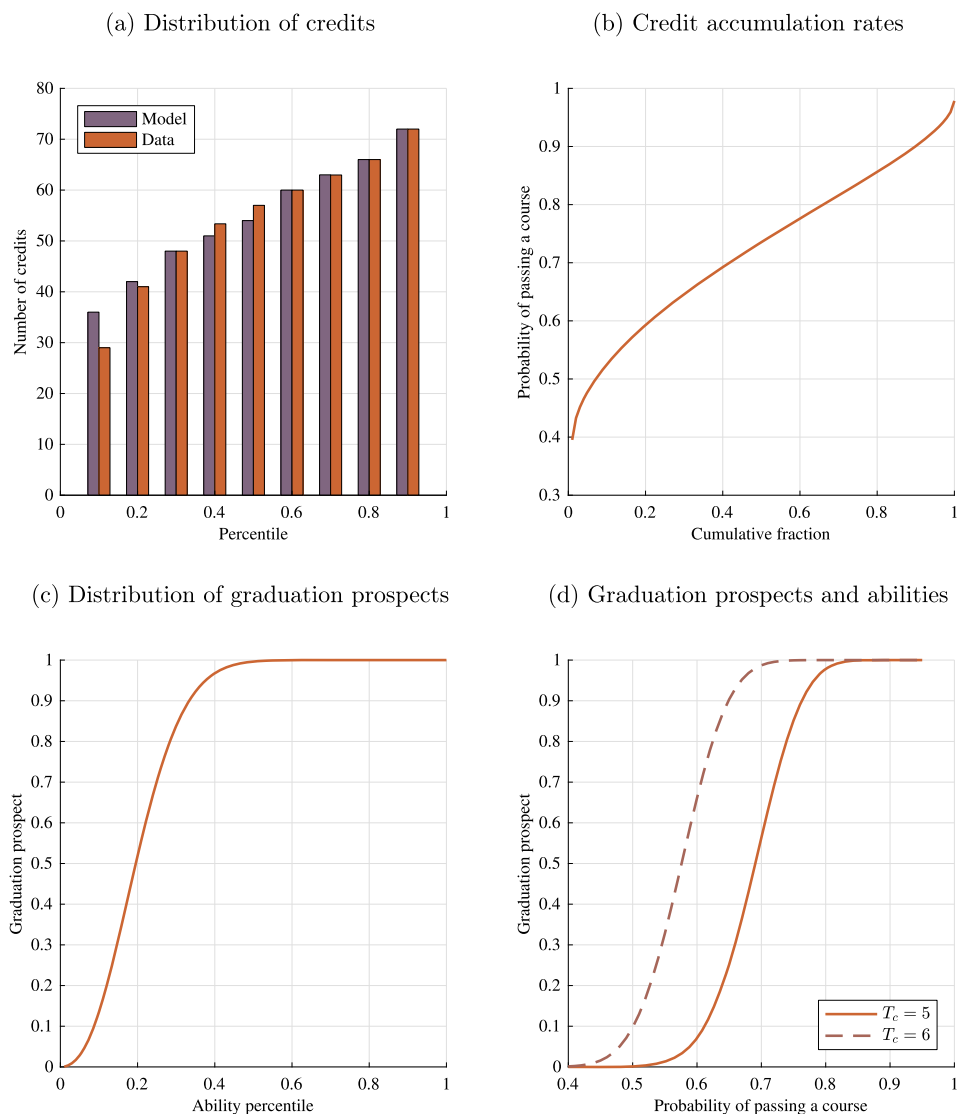 (a) Distribution of credits
80
70
60
50
40
30
20
10
0
Number of credits
Model
Data
0 0.2 0.4 0.6 0.8 1
Percentile
(b) Credit accumulation rates
1
0.9
0.8
0.7
0.6
0.5
0.4
0.3
Probability of passing a course
0 0.2 0.4 0.6 0.8 1
Cumulative fraction
(c) Distribution of graduation prospects
1
0.9
0.8
0.7
0.6
0.5
0.4
0.3
0.2
0.1
0
Graduation prospect
0 0.2 0.4 0.6 0.8 1
Ability percentile
(d) Graduation prospects and abilities
1
0.9
0.8
0.7
0.6
0.5
0.4
0.3
0.2
0.1
0
Graduation prospect
T_c = 5
T_c = 6
0.4 0.5 0.6 0.7 0.8 0.9 1
Probability of passing a course